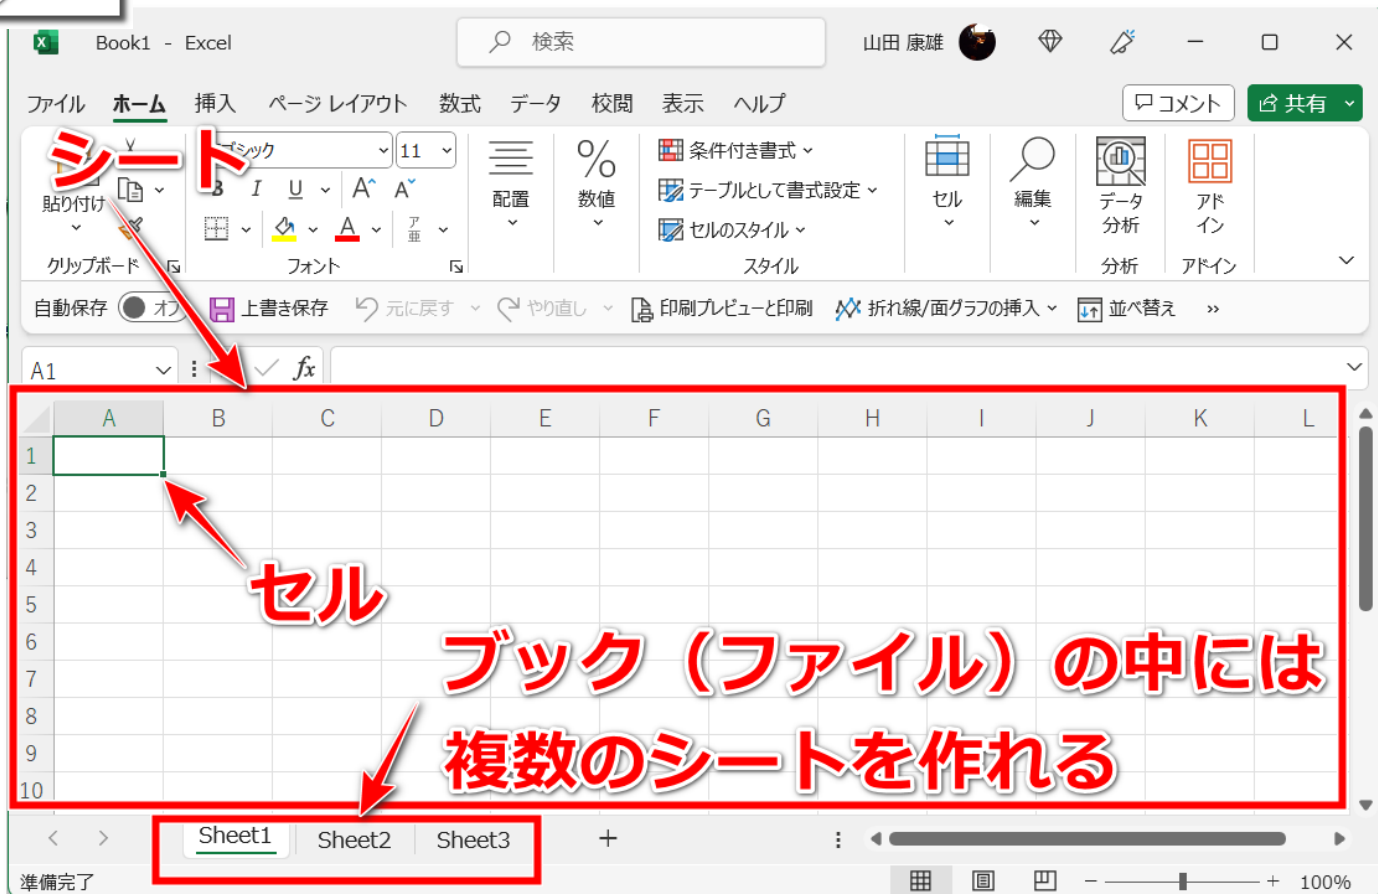 Book1 - Excel
検索
山田 康雄
ファイル ホーム 挿入 ページ レイアウト 数式 データ 校閲 表示 ヘルプ
コメント
共有
シート
11
貼り付け
B I U A A
ア
亜
A
配置
%
数値
条件付き書式
テーブルとして書式設定
セルのスタイル
セル
編集
データ
分析
アド
イン
クリップボード フォント スタイル 分析 アドイン
自動保存 オフ 上書き保存 元に戻す やり直し 印刷プレビューと印刷 折れ線/面グラフの挿入 並べ替え »
A1
fx
A B C D E F G H I J K L
1
2
3
4
セル
5
6
ブック（ファイル）の中には
7
8
複数のシートを作れる
9
10
Sheet1 Sheet2 Sheet3 +
準備完了
- + 100%